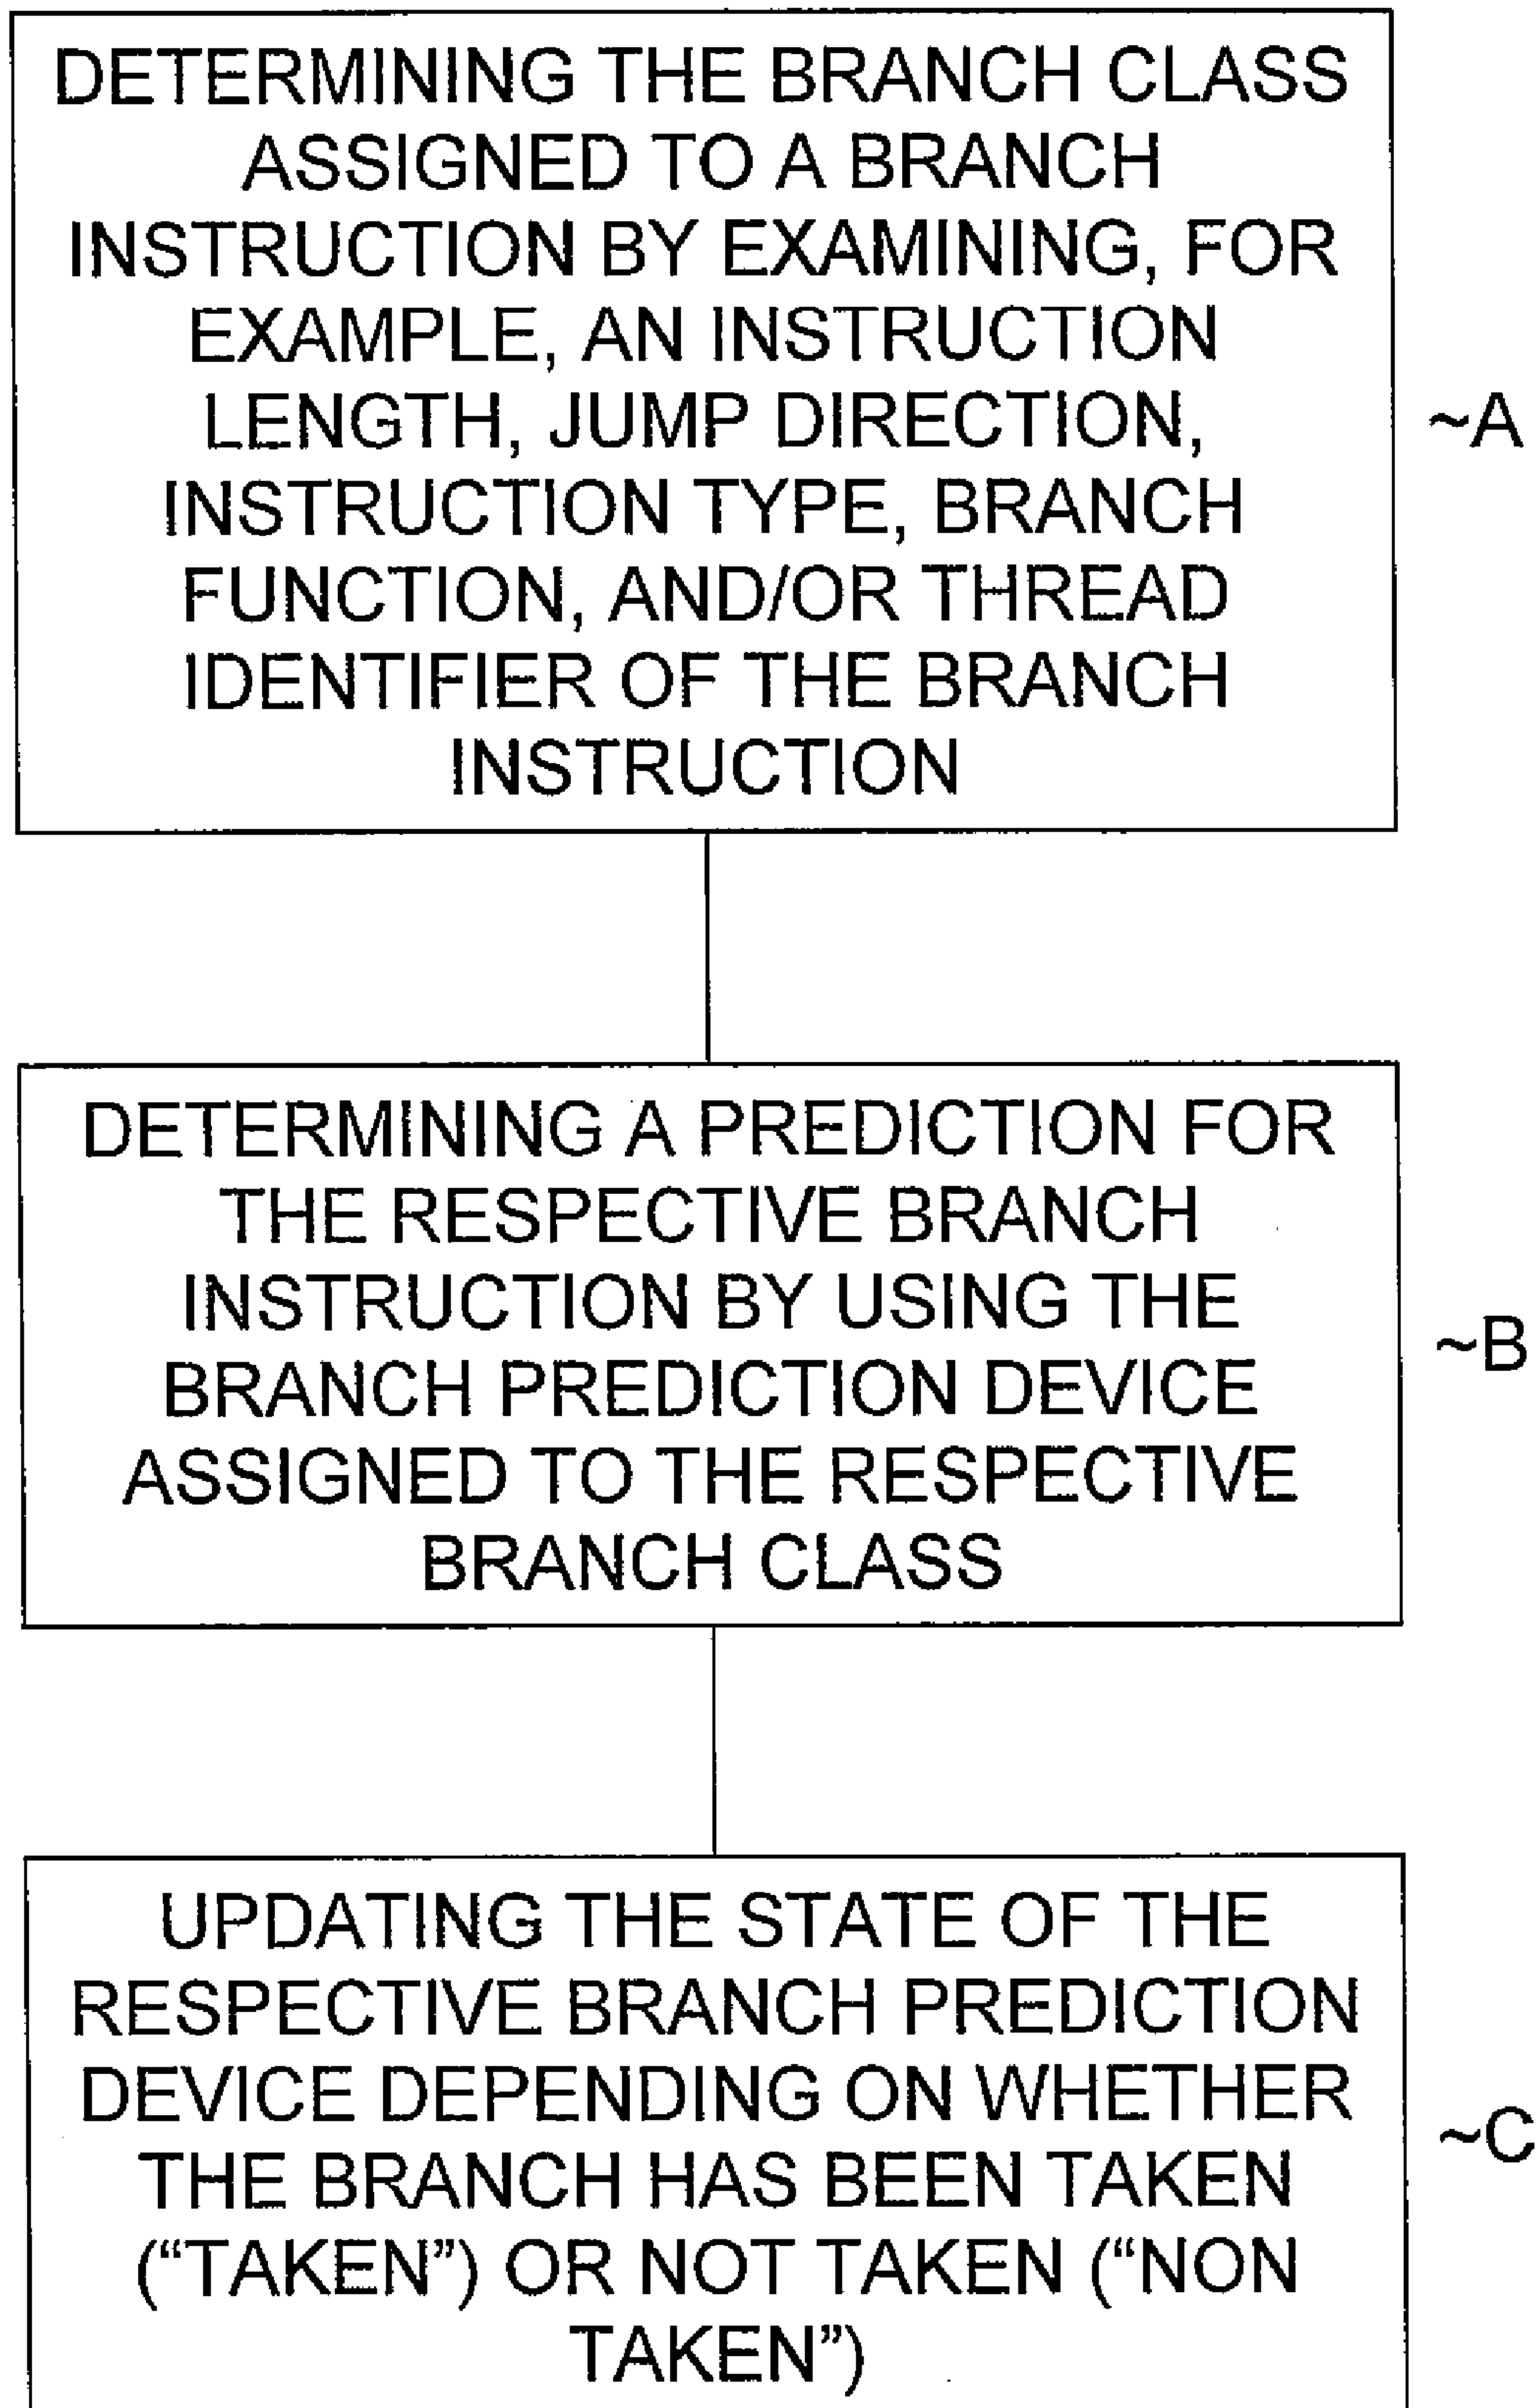 DETERMINING THE BRANCH CLASS
ASSIGNED TO A BRANCH
INSTRUCTION BY EXAMINING, FOR
EXAMPLE, AN INSTRUCTION
LENGTH, JUMP DIRECTION,
INSTRUCTION TYPE, BRANCH
FUNCTION, AND/OR THREAD
IDENTIFIER OF THE BRANCH
INSTRUCTION
~A
DETERMINING A PREDICTION FOR
THE RESPECTIVE BRANCH
INSTRUCTION BY USING THE
BRANCH PREDICTION DEVICE
ASSIGNED TO THE RESPECTIVE
BRANCH CLASS
~B
UPDATING THE STATE OF THE
RESPECTIVE BRANCH PREDICTION
DEVICE DEPENDING ON WHETHER
THE BRANCH HAS BEEN TAKEN
(“TAKEN”) OR NOT TAKEN (“NON
TAKEN”)
~C